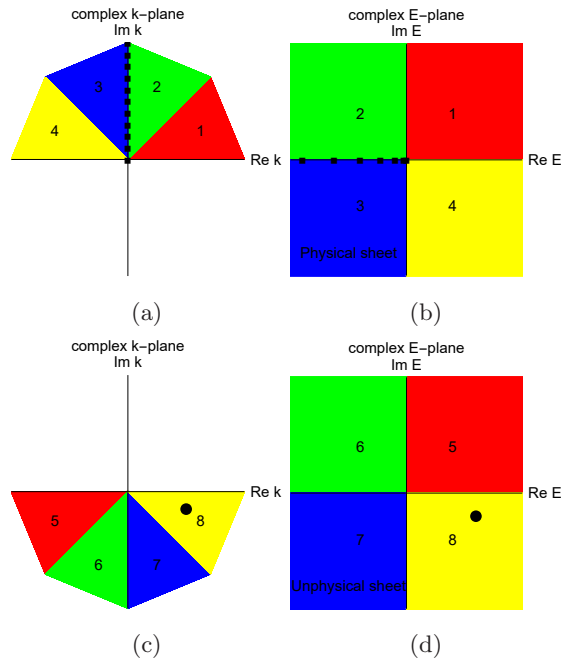 complex k−plane
Im k
3
2
4
1
Re k
(a)
complex E−plane
Im E
2
1
Re E
3
4
Physical sheet
(b)
complex k−plane
Im k
Re k
5
8
6
7
(c)
complex E−plane
Im E
6
5
Re E
7
8
Unphysical sheet
(d)